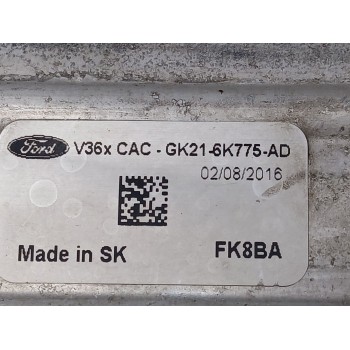 Ford V36x CAC - GK21-6K775-AD
02/08/2016
Made in SK FK8BA